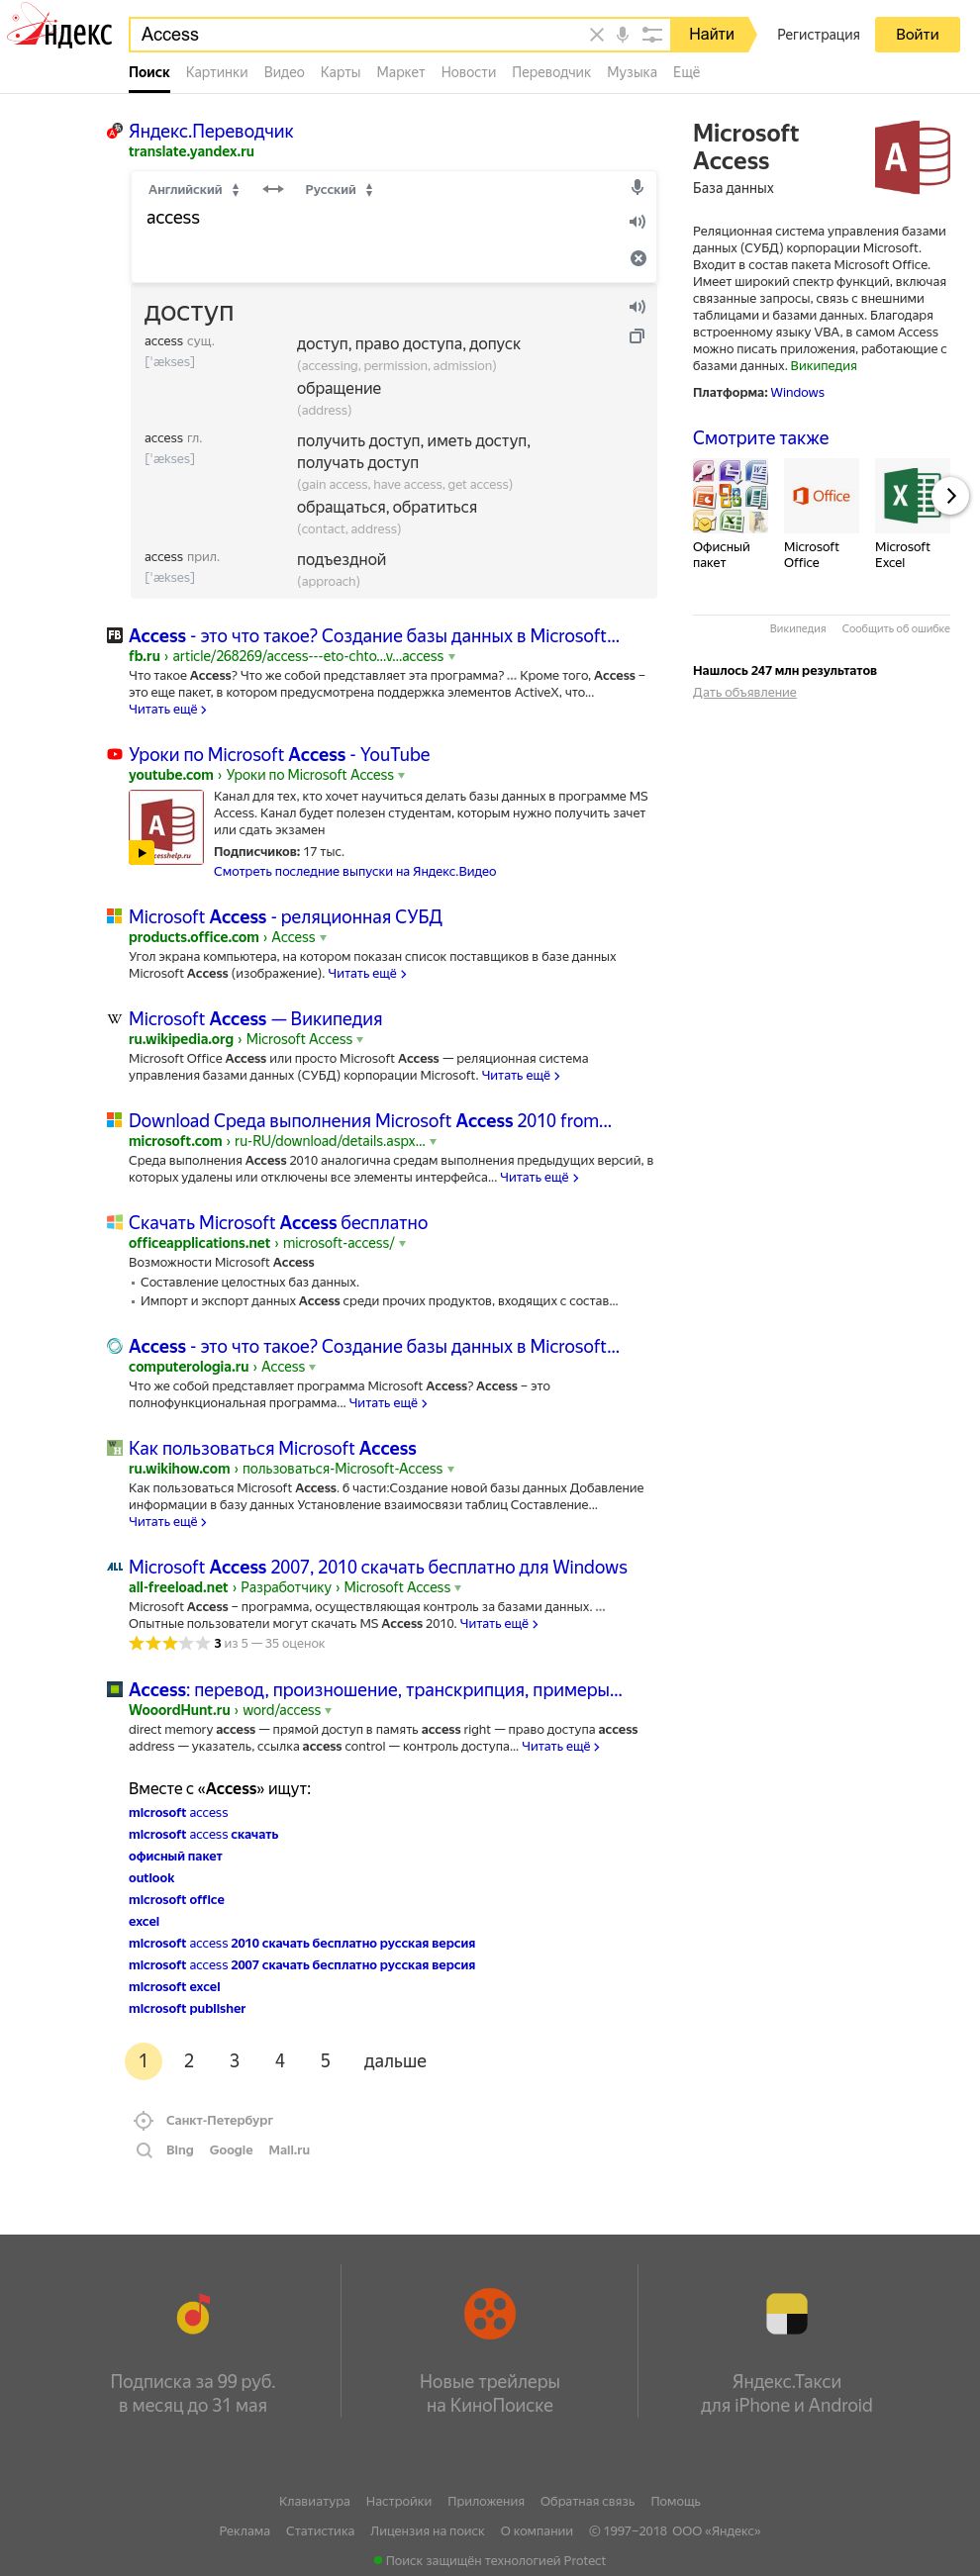 Яндекс
Access
Найти
Регистрация
Войти
Поиск Картинки Видео Карты Маркет Новости Переводчик Музыка Ещё
Яндекс.Переводчик
translate.yandex.ru
Английский Русский
access
доступ
access сущ.
[ˈækses]
доступ, право доступа, допуск
(accessing, permission, admission)
обращение
(address)
access гл.
[ˈækses]
получить доступ, иметь доступ,
получать доступ
(gain access, have access, get access)
обращаться, обратиться
(contact, address)
access прил.
[ˈækses]
подъездной
(approach)
Access - это что такое? Создание базы данных в Microsoft...
fb.ru › article/268269/access---eto-chto...v...access
Что такое Access? Что же собой представляет эта программа? ... Кроме того, Access –
это еще пакет, в котором предусмотрена поддержка элементов ActiveX, что...
Читать ещё
Уроки по Microsoft Access - YouTube
youtube.com › Уроки по Microsoft Access
Канал для тех, кто хочет научиться делать базы данных в программе MS
Access. Канал будет полезен студентам, которым нужно получить зачет
или сдать экзамен
Подписчиков: 17 тыс.
Смотреть последние выпуски на Яндекс.Видео
Microsoft Access - реляционная СУБД
products.office.com › Access
Угол экрана компьютера, на котором показан список поставщиков в базе данных
Microsoft Access (изображение). Читать ещё
Microsoft Access — Википедия
ru.wikipedia.org › Microsoft Access
Microsoft Office Access или просто Microsoft Access — реляционная система
управления базами данных (СУБД) корпорации Microsoft. Читать ещё
Download Среда выполнения Microsoft Access 2010 from...
microsoft.com › ru-RU/download/details.aspx...
Среда выполнения Access 2010 аналогична средам выполнения предыдущих версий, в
которых удалены или отключены все элементы интерфейса... Читать ещё
Скачать Microsoft Access бесплатно
officeapplications.net › microsoft-access/
Возможности Microsoft Access
• Составление целостных баз данных.
• Импорт и экспорт данных Access среди прочих продуктов, входящих с состав...
Access - это что такое? Создание базы данных в Microsoft...
computerologia.ru › Access
Что же собой представляет программа Microsoft Access? Access – это
полнофункциональная программа... Читать ещё
Как пользоваться Microsoft Access
ru.wikihow.com › пользоваться-Microsoft-Access
Как пользоваться Microsoft Access. 6 части:Создание новой базы данных Добавление
информации в базу данных Установление взаимосвязи таблиц Составление...
Читать ещё
Microsoft Access 2007, 2010 скачать бесплатно для Windows
all-freeload.net › Разработчику › Microsoft Access
Microsoft Access – программа, осуществляющая контроль за базами данных. ...
Опытные пользователи могут скачать MS Access 2010. Читать ещё
3 из 5 — 35 оценок
Access: перевод, произношение, транскрипция, примеры...
WooordHunt.ru › word/access
direct memory access — прямой доступ в память access right — право доступа access
address — указатель, ссылка access control — контроль доступа... Читать ещё
Вместе с «Access» ищут:
microsoft access
microsoft access скачать
офисный пакет
outlook
microsoft office
excel
microsoft access 2010 скачать бесплатно русская версия
microsoft access 2007 скачать бесплатно русская версия
microsoft excel
microsoft publisher
1 2 3 4 5 дальше
Санкт-Петербург
Bing Google Mail.ru
Microsoft
Access
База данных
Реляционная система управления базами
данных (СУБД) корпорации Microsoft.
Входит в состав пакета Microsoft Office.
Имеет широкий спектр функций, включая
связанные запросы, связь с внешними
таблицами и базами данных. Благодаря
встроенному языку VBA, в самом Access
можно писать приложения, работающие с
базами данных. Википедия
Платформа: Windows
Смотрите также
Office
Офисный
пакет
Microsoft
Office
Microsoft
Excel
Википедия Сообщить об ошибке
Нашлось 247 млн результатов
Дать объявление
Подписка за 99 руб.
в месяц до 31 мая
Новые трейлеры
на КиноПоиске
Яндекс.Такси
для iPhone и Android
Клавиатура Настройки Приложения Обратная связь Помощь
Реклама Статистика Лицензия на поиск О компании © 1997–2018 ООО «Яндекс»
Поиск защищён технологией Protect